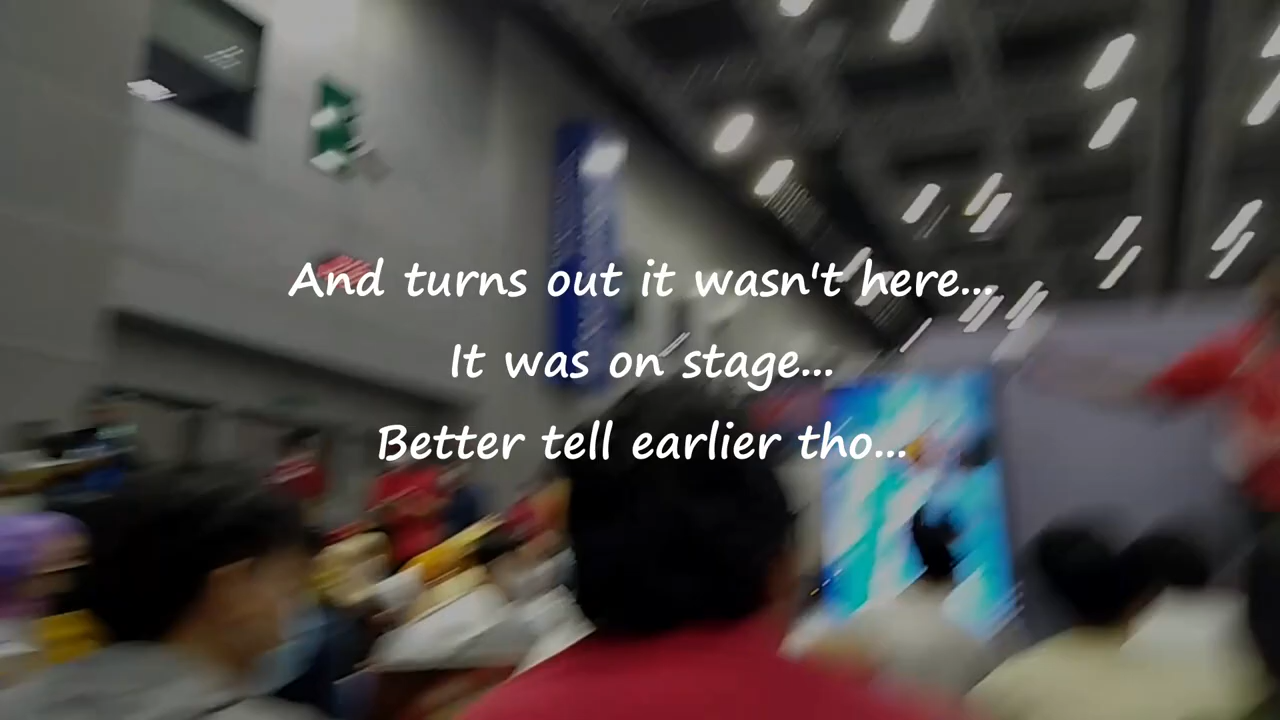 And turns out it wasn't here...
It was on stage...
Better tell earlier tho...